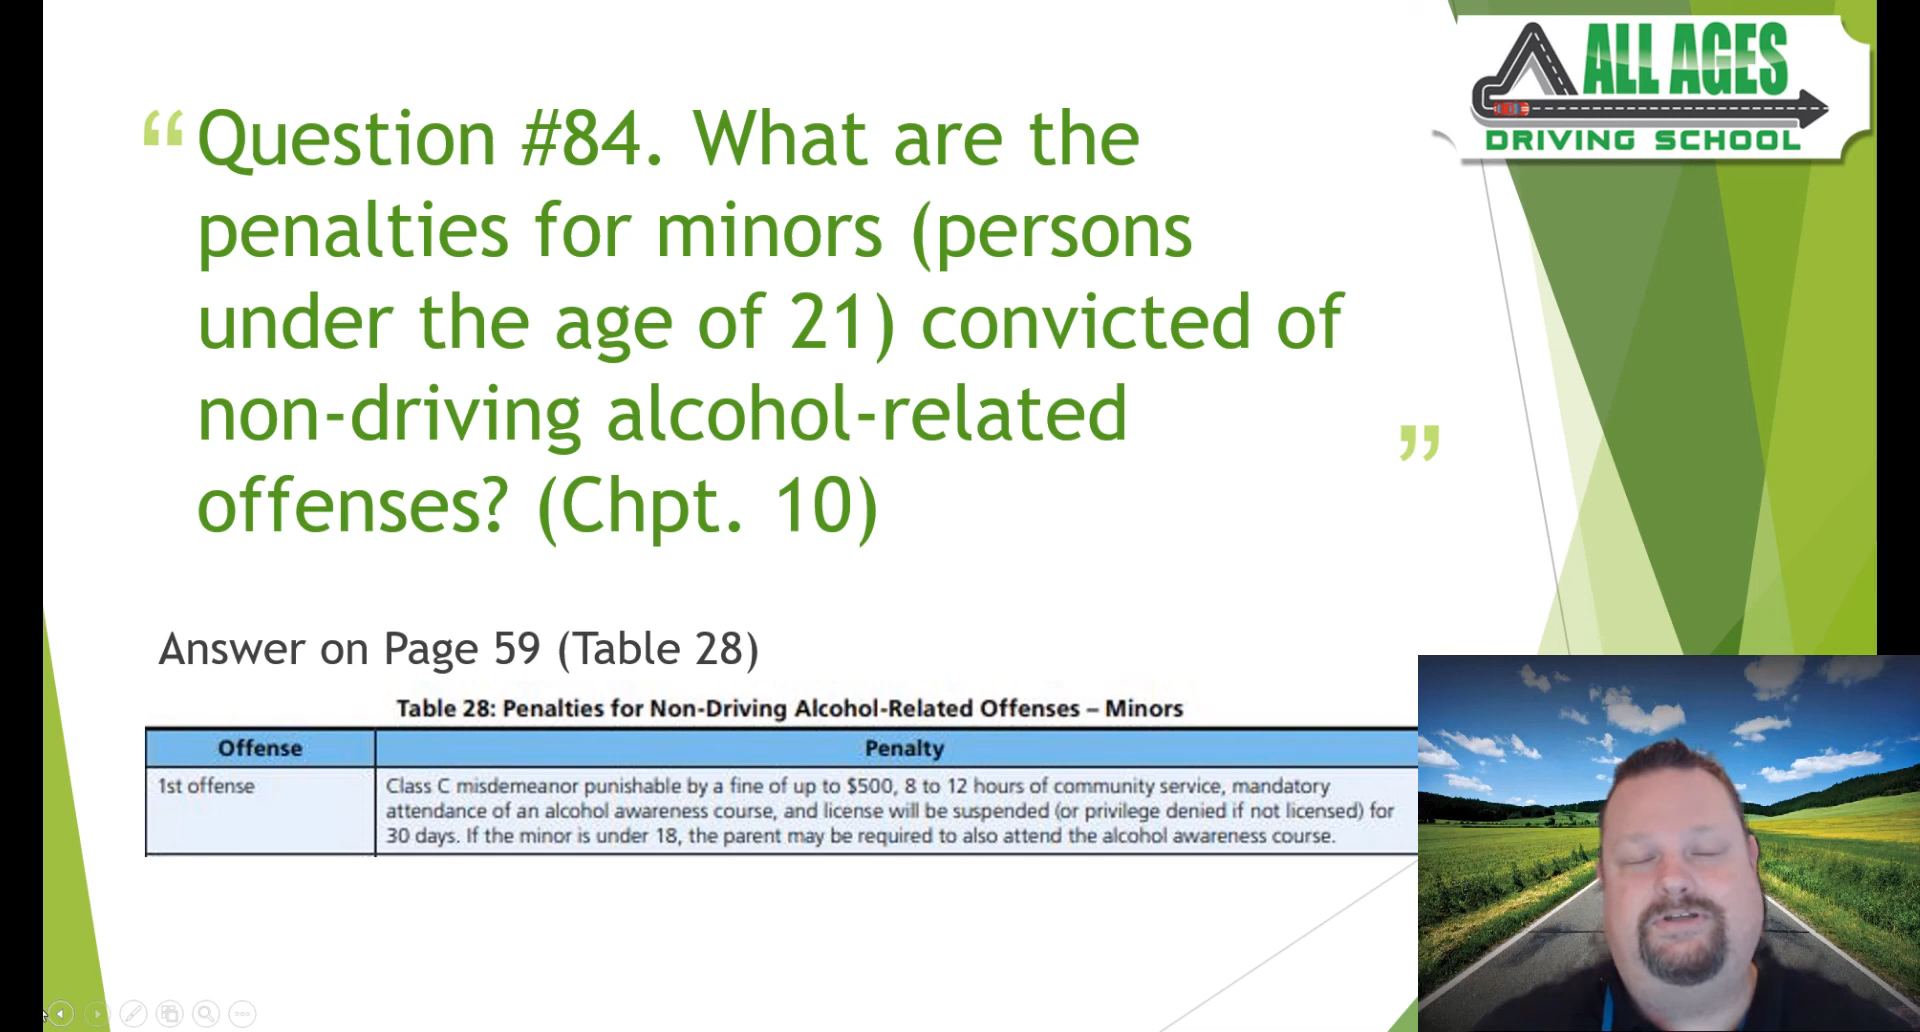 ALL AGES
DRIVING SCHOOL
“Question #84. What are the
penalties for minors (persons
under the age of 21) convicted of
non-driving alcohol-related
offenses? (Chpt. 10)”
Answer on Page 59 (Table 28)
Table 28: Penalties for Non-Driving Alcohol-Related Offenses – Minors
Offense Penalty
1st offense Class C misdemeanor punishable by a fine of up to $500, 8 to 12 hours of community service, mandatory
attendance of an alcohol awareness course, and license will be suspended (or privilege denied if not licensed) for
30 days. If the minor is under 18, the parent may be required to also attend the alcohol awareness course.